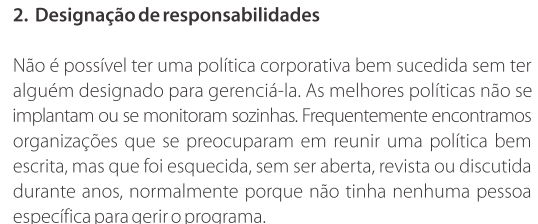 2. Designação de responsabilidades
Não é possível ter uma política corporativa bem sucedida sem ter
alguém designado para gerenciá-la. As melhores políticas não se
implantam ou se monitoram sozinhas. Frequentemente encontramos
organizações que se preocuparam em reunir uma política bem
escrita, mas que foi esquecida, sem ser aberta, revista ou discutida
durante anos, normalmente porque não tinha nenhuma pessoa
específica para gerir o programa.